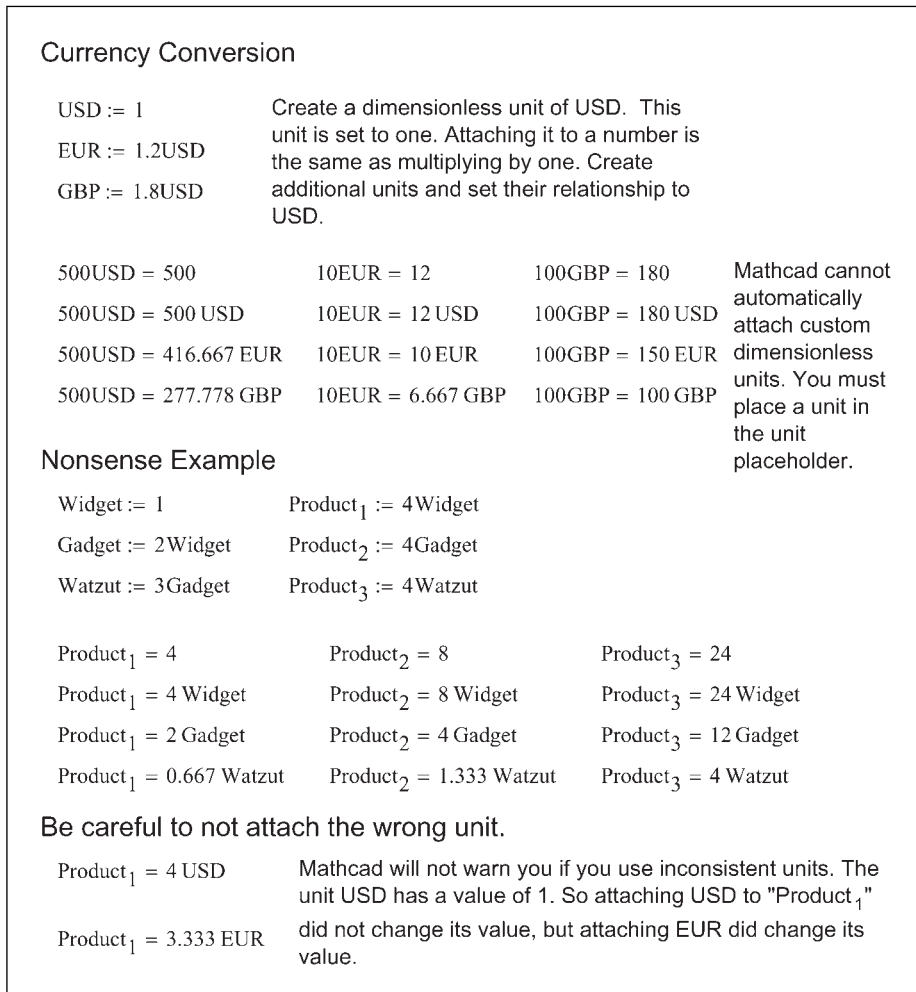 Currency Conversion
USD := 1
EUR := 1.2USD
GBP := 1.8USD
Create a dimensionless unit of USD.  This
unit is set to one. Attaching it to a number is
the same as multiplying by one. Create
additional units and set their relationship to
USD.
500USD = 500
10EUR = 12
100GBP = 180
500USD = 500 USD
10EUR = 12 USD
100GBP = 180 USD
500USD = 416.667 EUR
10EUR = 10 EUR
100GBP = 150 EUR
500USD = 277.778 GBP
10EUR = 6.667 GBP
100GBP = 100 GBP
Mathcad cannot
automatically
attach custom
dimensionless
units. You must
place a unit in
the unit
placeholder.
Nonsense Example
Widget := 1
Product₁ := 4Widget
Gadget := 2Widget
Product₂ := 4Gadget
Watzut := 3Gadget
Product₃ := 4Watzut
Product₁ = 4
Product₂ = 8
Product₃ = 24
Product₁ = 4 Widget
Product₂ = 8 Widget
Product₃ = 24 Widget
Product₁ = 2 Gadget
Product₂ = 4 Gadget
Product₃ = 12 Gadget
Product₁ = 0.667 Watzut
Product₂ = 1.333 Watzut
Product₃ = 4 Watzut
Be careful to not attach the wrong unit.
Product₁ = 4 USD
Product₁ = 3.333 EUR
Mathcad will not warn you if you use inconsistent units. The
unit USD has a value of 1. So attaching USD to "Product₁"
did not change its value, but attaching EUR did change its
value.